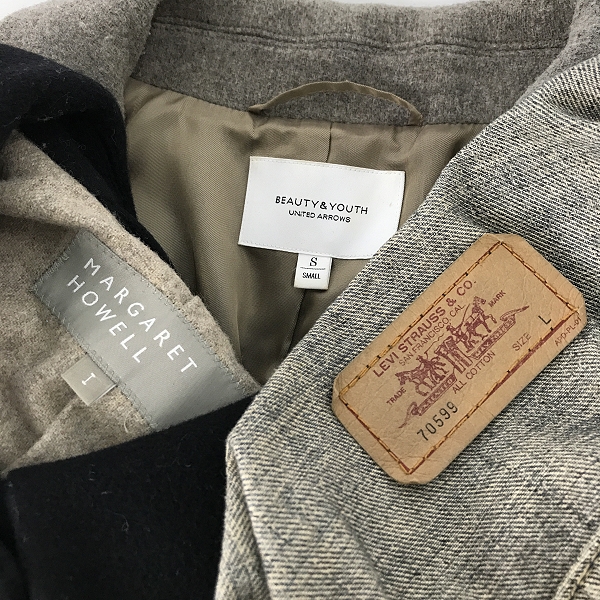 BEAUTY&YOUTH
UNITED ARROWS
S
SMALL
MARGARET
HOWELL
I
LEVI STRAUSS & CO.
SAN FRANCISCO, CAL.
TRADE MARK
ALL COTTON
SIZE L
70599